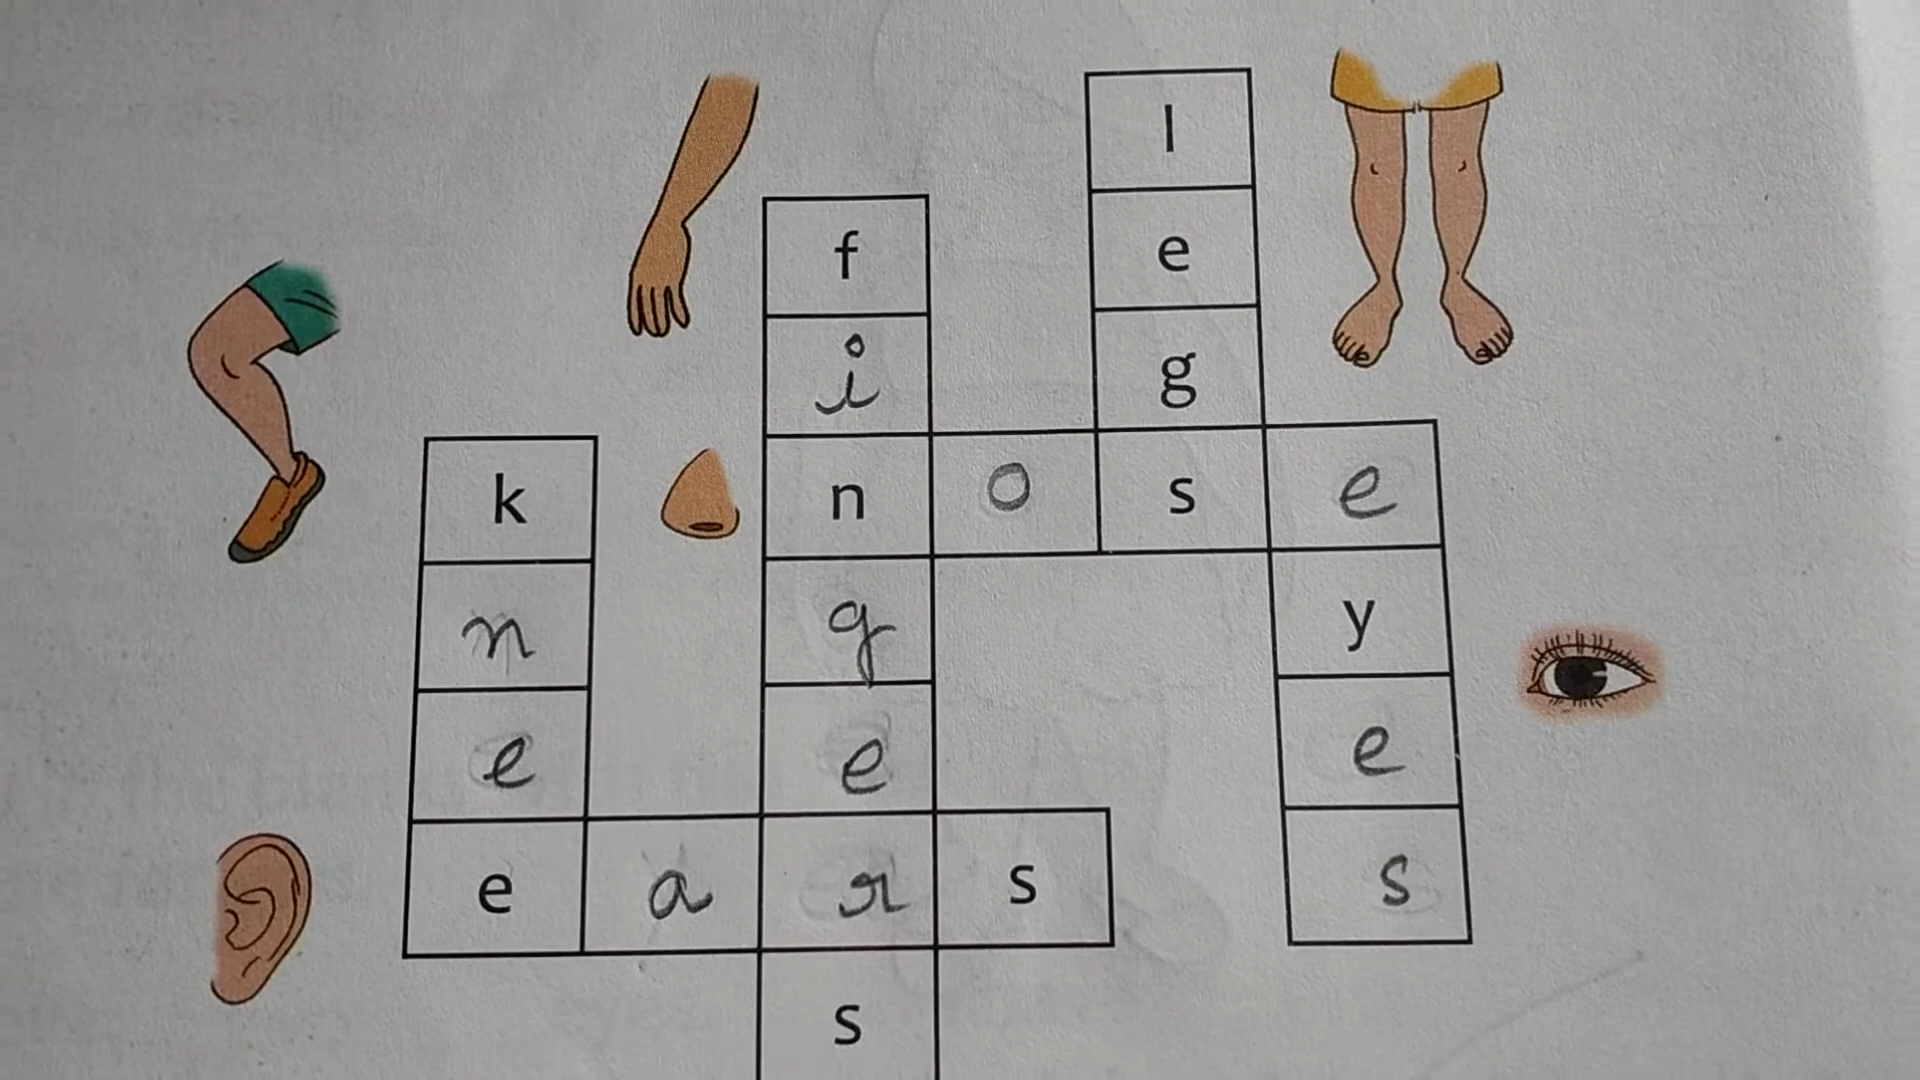 l
f e
i g
k n o s e
n g y
e e e
e a r s s
s